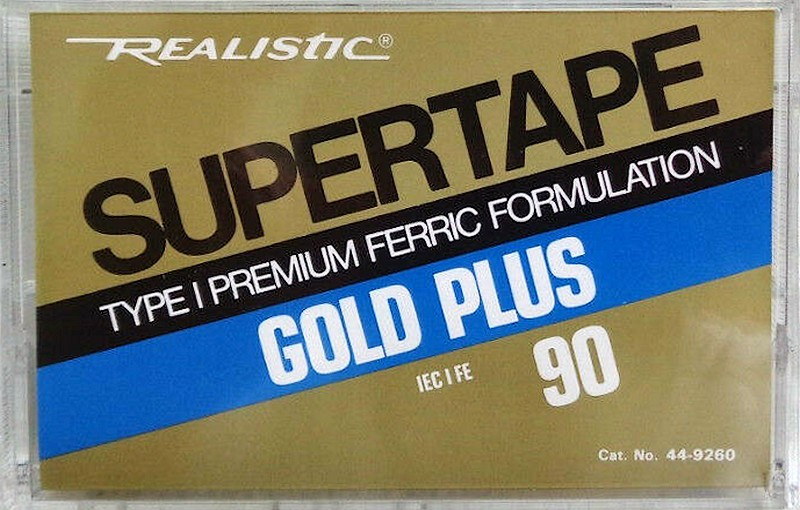 REALISTIC®
SUPERTAPE
TYPE I PREMIUM FERRIC FORMULATION
GOLD PLUS
IEC I FE
90
Cat. No. 44-9260